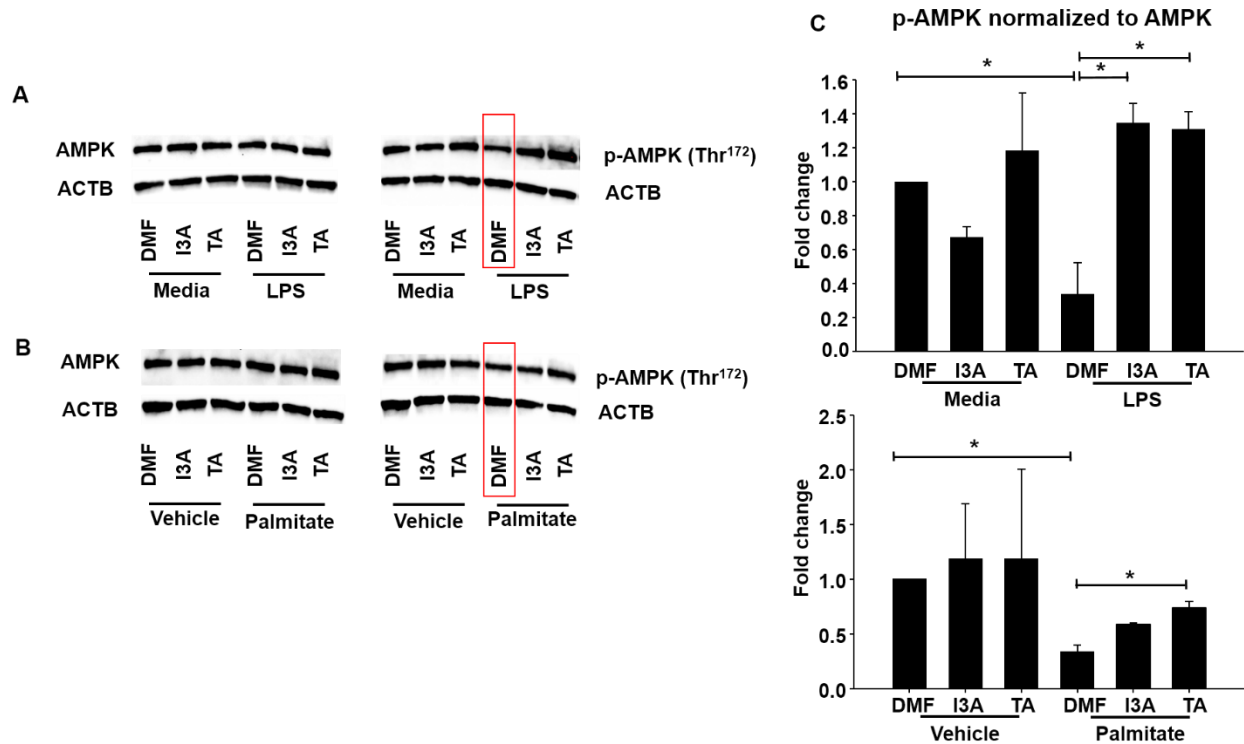 A
AMPK
ACTB
p-AMPK (Thr¹⁷²)
ACTB
DMF I3A TA DMF I3A TA
Media LPS
DMF I3A TA DMF I3A TA
Media LPS
B
AMPK
ACTB
p-AMPK (Thr¹⁷²)
ACTB
DMF I3A TA DMF I3A TA
Vehicle Palmitate
DMF I3A TA DMF I3A TA
Vehicle Palmitate
C
p-AMPK normalized to AMPK
*
*
*
Fold change
1.6
1.4
1.2
1.0
0.8
0.6
0.4
0.2
0.0
DMF I3A TA DMF I3A TA
Media LPS
*
*
Fold change
2.5
2.0
1.5
1.0
0.5
0.0
DMF I3A TA DMF I3A TA
Vehicle Palmitate